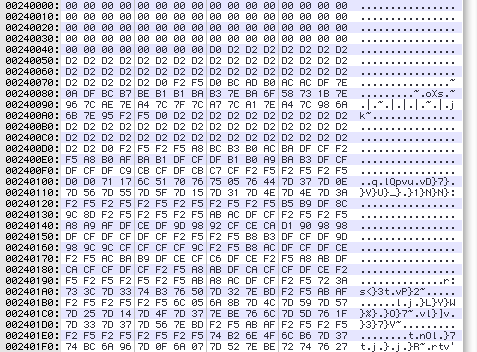 00240000: 00 00 00 00 00 00 00 00 00 00 00 00 00 00 00 00 ................
00240010: 00 00 00 00 00 00 00 00 00 00 00 00 00 00 00 00 ................
00240020: 00 00 00 00 00 00 00 00 00 00 00 00 00 00 00 00 ................
00240030: 00 00 00 00 00 00 00 00 00 00 00 00 00 00 00 00 ................
00240040: 00 00 00 00 00 00 00 00 00 D0 D2 D2 D2 D2 D2 D2 ................
00240050: D2 D2 D2 D2 D2 D2 D2 D2 D2 D2 D2 D2 D2 D2 D2 D2 ................
00240060: D2 D2 D2 D2 D2 D2 D2 D2 D2 D2 D2 D2 D2 D2 D2 D2 ................
00240070: D2 D2 D2 D2 D2 D0 F2 F5 D0 BC AD B0 AC AC DF 7E ...............~
00240080: 0A DF BC B7 BE B1 B1 BA B3 7E BA 6F 58 73 1B 7E .........~.oXs.~
00240090: 96 7C AE 7E A4 7C 7F 7C A7 7C A1 7E A4 7C 98 6A .|.~.|.|.|.~.|.j
002400A0: 6B 7E 95 F2 F5 D0 D2 D2 D2 D2 D2 D2 D2 D2 D2 D2 k~..............
002400B0: D2 D2 D2 D2 D2 D2 D2 D2 D2 D2 D2 D2 D2 D2 D2 D2 ................
002400C0: D2 D2 D2 D2 D2 D2 D2 D2 D2 D2 D2 D2 D2 D2 D2 D2 ................
002400D0: D2 D2 D0 F2 F5 F2 F5 A8 BC B3 B0 AC BA DF CF F2 ................
002400E0: F5 A8 B0 AF BA B1 DF CF DF B1 B0 A9 BA B3 DF CF ................
002400F0: DF CF DF C9 CB CF DF CB C7 CF F2 F5 F2 F5 D2 D2 ................
00240100: D0 D0 71 17 6C 51 70 76 75 05 76 44 7D 37 7D 0E ..q.lQpvu.vD}7}.
00240110: 7D 56 7D 55 7D 5F 7D 15 7D 31 7D 4E 7D 4E 7D 3A }V}U}_}.}1}N}N}:
00240120: F2 F5 F2 F5 F2 F5 F2 F5 F2 F5 F2 F5 B5 B9 DF 8C ................
00240130: 9C 8D F2 F5 F2 F5 F2 F5 AB AC DF CF F2 F5 F2 F5 ................
00240140: A8 A9 AF DF CE DF 9D 98 92 CF CE CA D1 90 98 98 ................
00240150: DF CF DF DF CF DF F2 F5 F2 F5 B8 B3 DF CF DF 9D ................
00240160: 98 9C 9C CF DF CF CF 9C F2 F5 B8 AC DF CF DF CE ................
00240170: F2 F5 AC BA B9 DF CE DF C6 DF CE F2 F5 A8 AB DF ................
00240180: CA CF DF CF DF CF F2 F5 A8 AB DF CA CF DF CE F2 ................
00240190: F5 F2 F5 F2 F5 F2 F5 AB A8 AC DF CF F2 F5 72 3A ..............r:
002401A0: 73 3C 7D 33 74 B3 76 50 7D 32 7E BD F2 F5 AB AF s<}3t.vP}2~.....
002401B0: F2 F5 F2 F5 F2 F5 6C 05 6A 8B 7D 4C 7D 59 7D 57 ......l.j.}L}Y}W
002401C0: 7D 25 7D 14 7D 4F 7D 37 7E BE 76 6C 7D 5D 76 1F }%}.}O}7~.vl}]v.
002401D0: 7D 33 7D 37 7D 56 7E BD F2 F5 AB AF F2 F5 F2 F5 }3}7}V~.........
002401E0: F2 F5 F2 F5 F2 F5 F2 F5 74 B2 6E 4F 6C B6 7D 37 ........t.nOl.}7
002401F0: 74 BC 6A 96 7D 0F 6A 07 7D 52 7E BE 72 74 76 27 t.j.}.j.}R~.rtv'